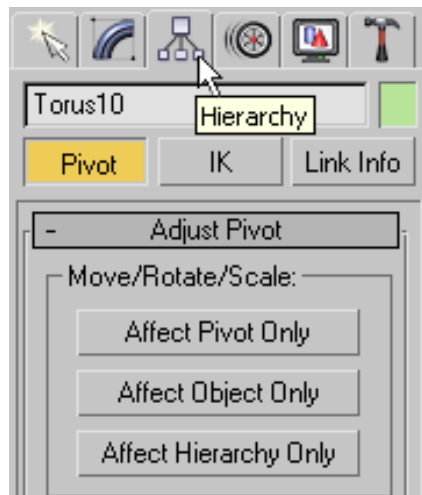 Torus10
Hierarchy
Pivot IK Link Info
- Adjust Pivot
Move/Rotate/Scale:
Affect Pivot Only
Affect Object Only
Affect Hierarchy Only